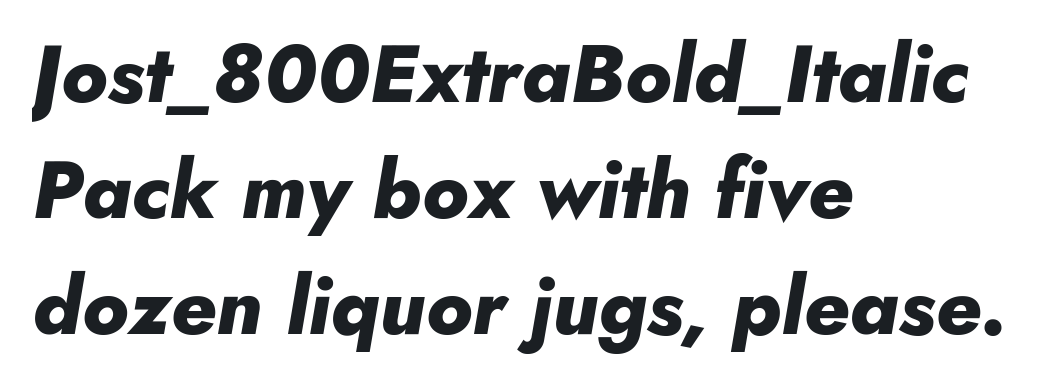 Jost_800ExtraBold_Italic
Pack my box with five
dozen liquor jugs, please.